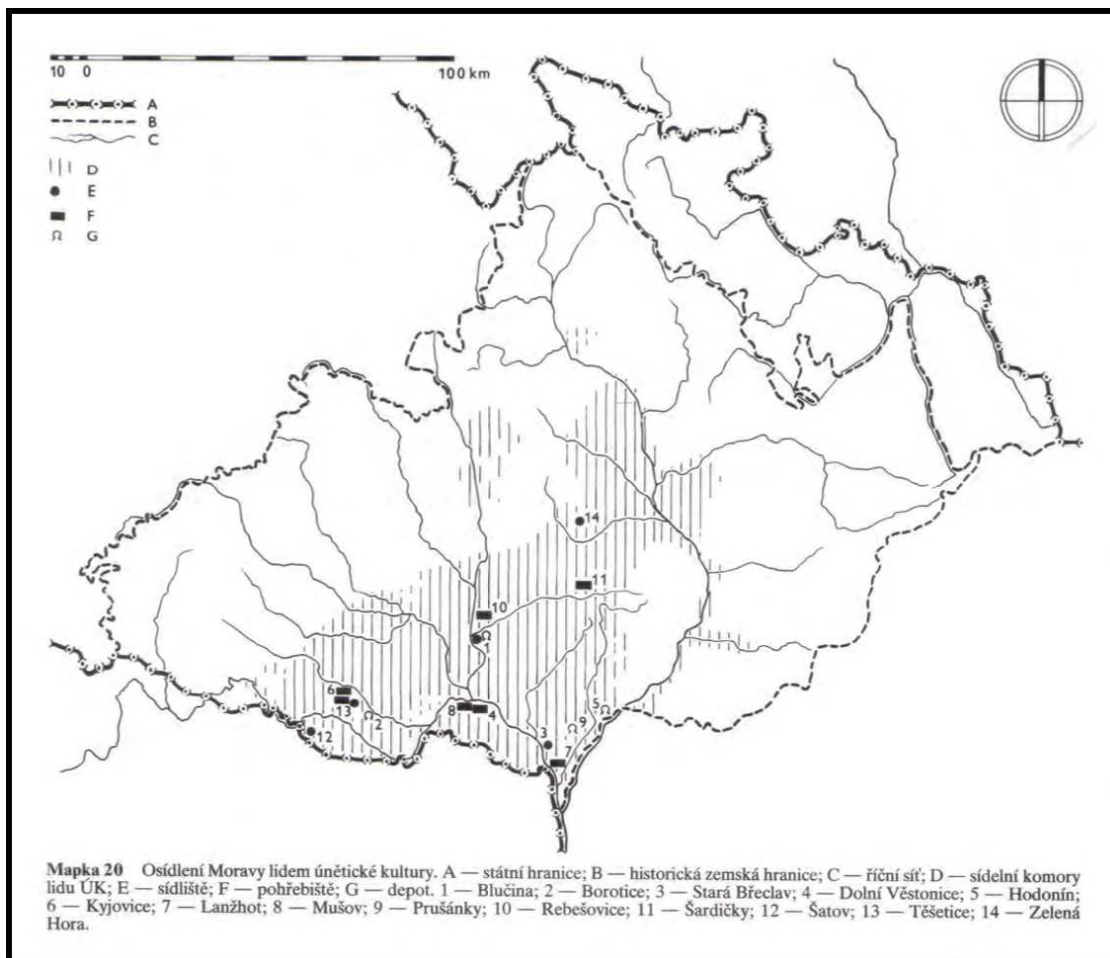 10 0 100 km
A
B
C
D
E
F
G
14
11
10
1
6
13
2
12
8
4
3
9
5
7
Mapka 20 Osídlení Moravy lidem únětické kultury. A — státní hranice; B — historická zemská hranice; C — říční síť; D — sídelní komory
lidu ÚK; E — sídliště; F — pohřebiště; G — depot. 1 — Blučina; 2 — Borotice; 3 — Stará Břeclav; 4 — Dolní Věstonice; 5 — Hodonín;
6 — Kyjovice; 7 — Lanžhot; 8 — Mušov; 9 — Prušánky; 10 — Rebešovice; 11 — Šardičky; 12 — Šatov; 13 — Těšetice; 14 — Zelená
Hora.